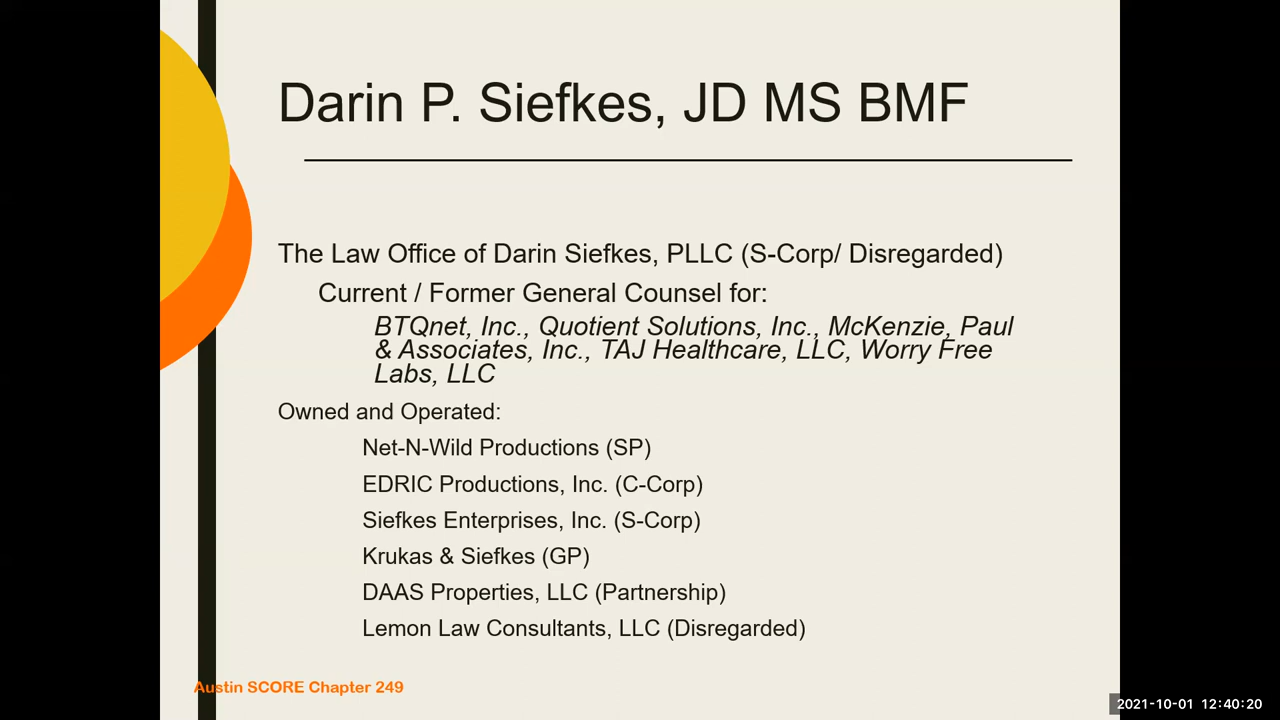 Darin P. Siefkes, JD MS BMF
The Law Office of Darin Siefkes, PLLC (S-Corp/ Disregarded)
Current / Former General Counsel for:
BTQnet, Inc., Quotient Solutions, Inc., McKenzie, Paul
& Associates, Inc., TAJ Healthcare, LLC, Worry Free
Labs, LLC
Owned and Operated:
Net-N-Wild Productions (SP)
EDRIC Productions, Inc. (C-Corp)
Siefkes Enterprises, Inc. (S-Corp)
Krukas & Siefkes (GP)
DAAS Properties, LLC (Partnership)
Lemon Law Consultants, LLC (Disregarded)
Austin SCORE Chapter 249
2021-10-01 12:40:20